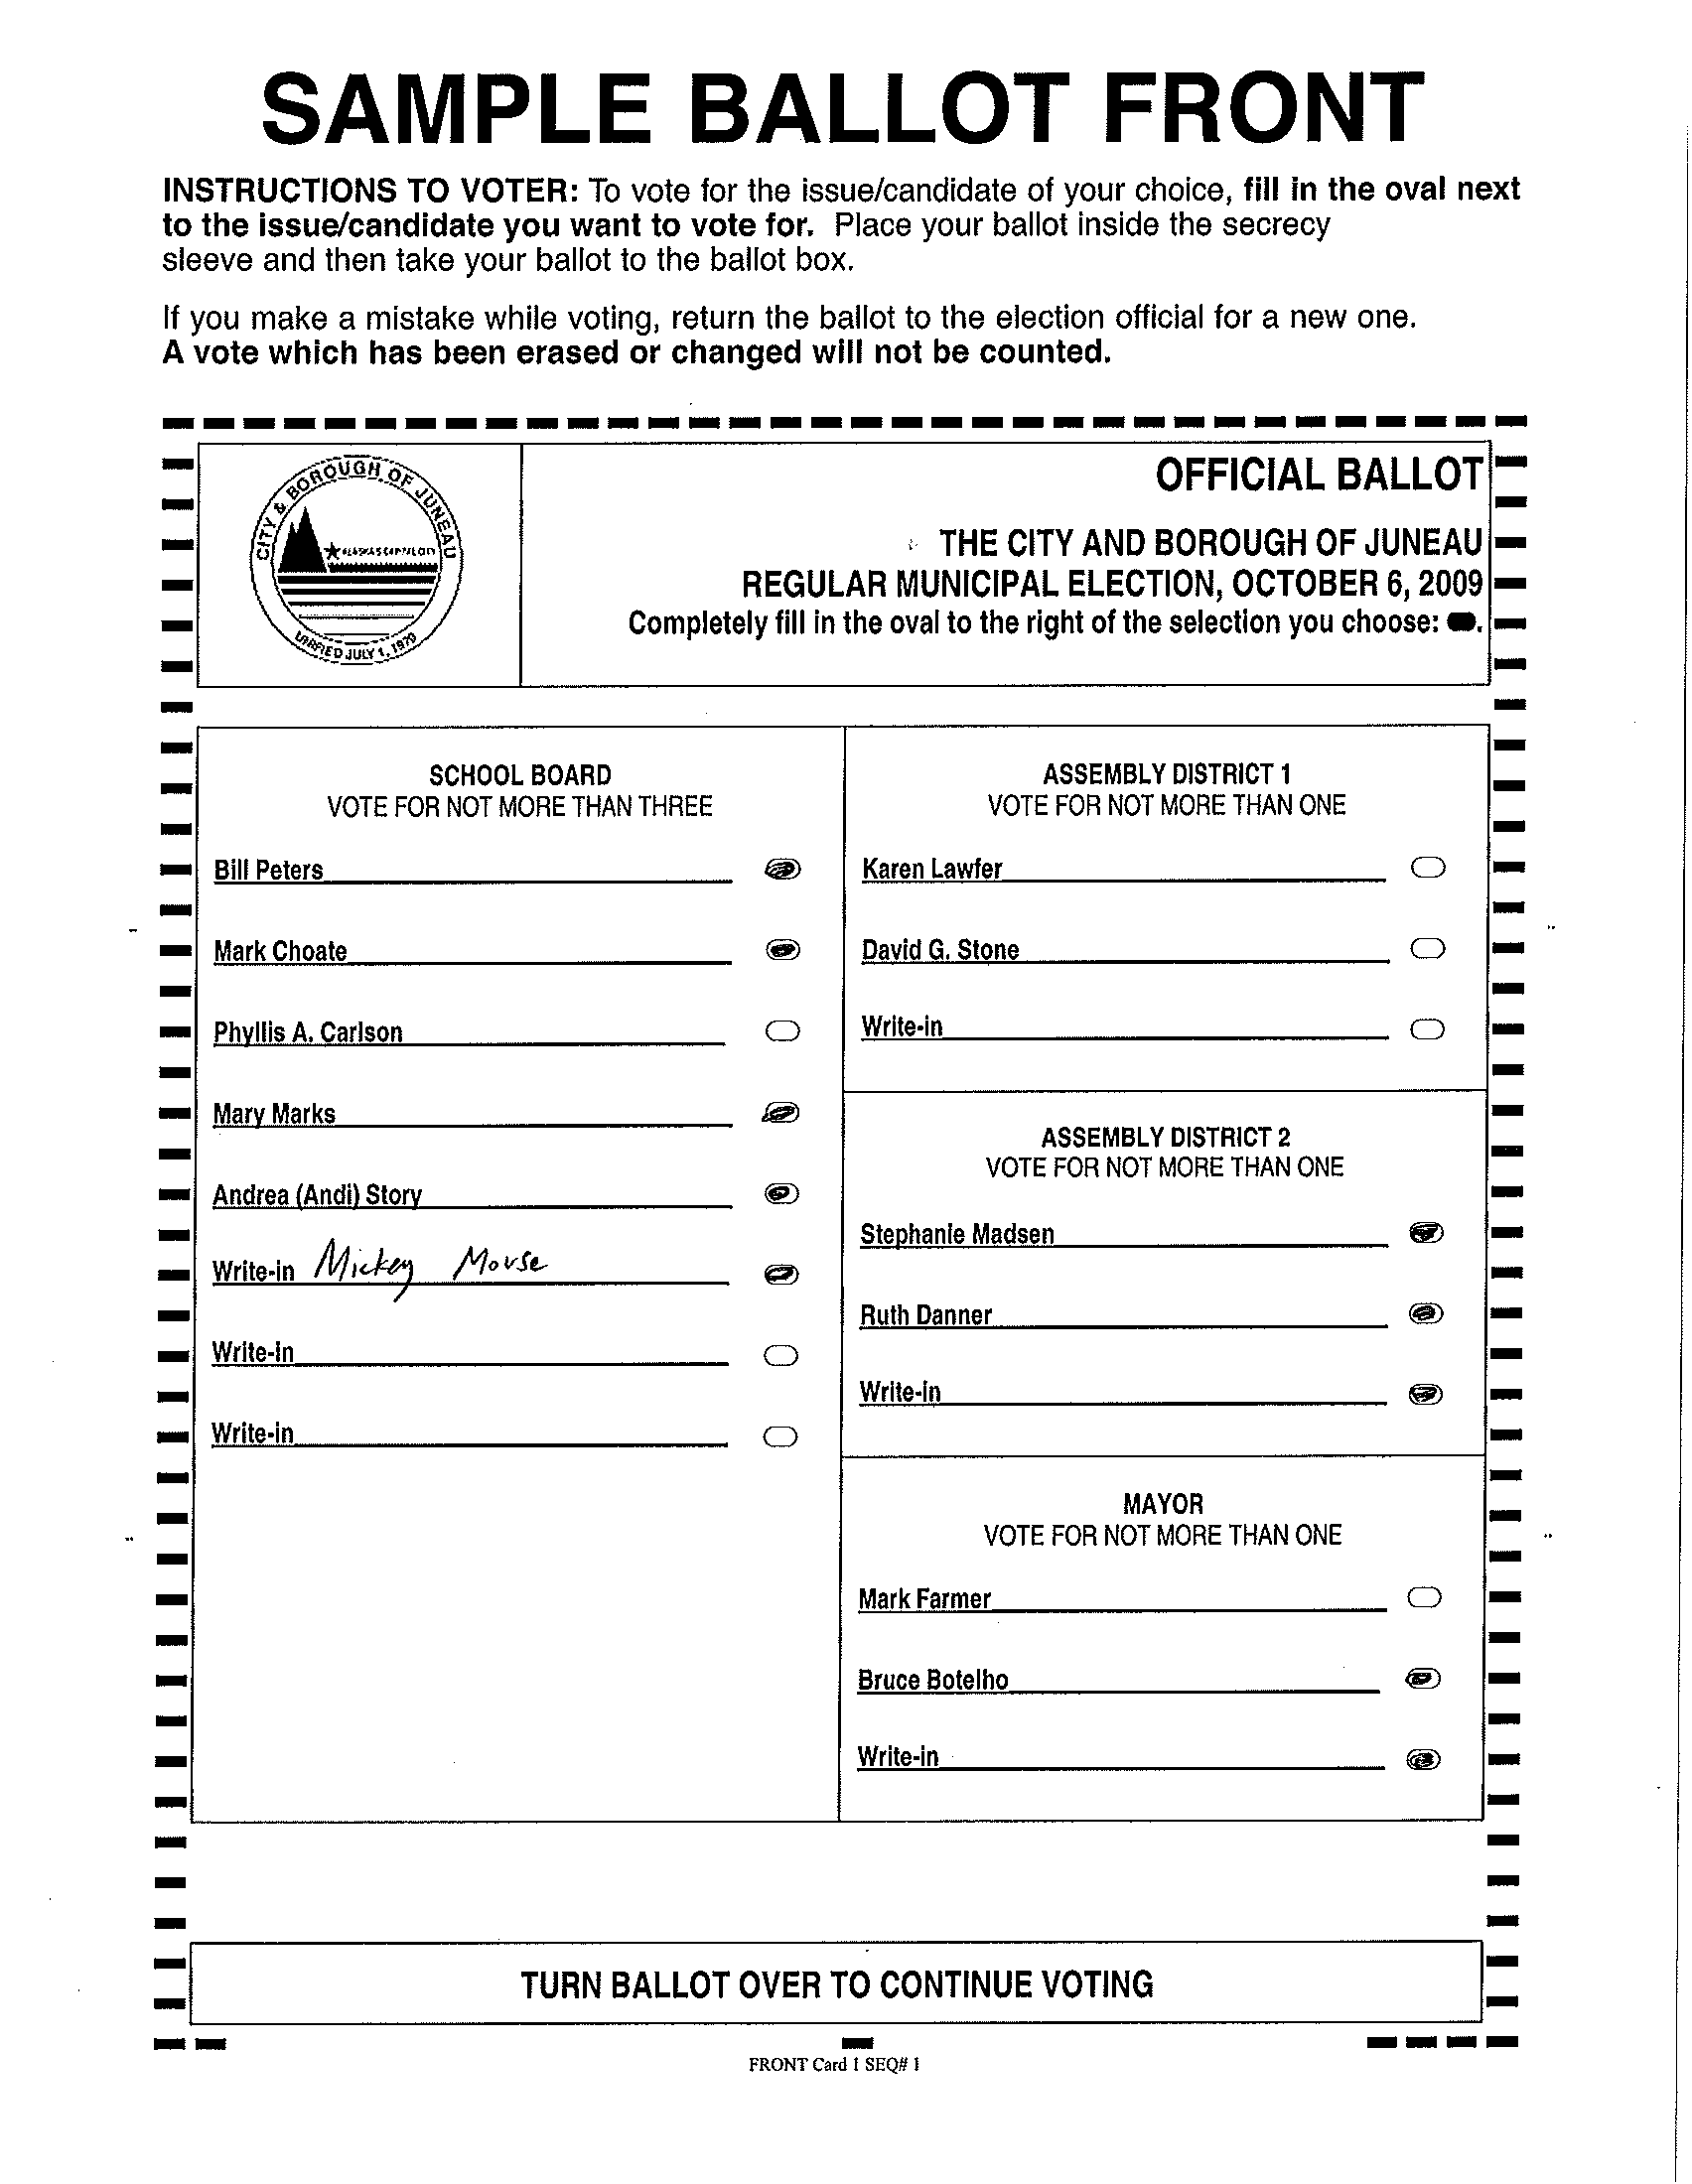 SAMPLE BALLOT FRONT
INSTRUCTIONS TO VOTER: To vote for the issue/candidate of your choice, fill in the oval next
to the issue/candidate you want to vote for. Place your ballot inside the secrecy
sleeve and then take your ballot to the ballot box.
If you make a mistake while voting, return the ballot to the election official for a new one.
A vote which has been erased or changed will not be counted.
CITY & BOROUGH OF JUNEAU
JULY 1, 1970
OFFICIAL BALLOT
THE CITY AND BOROUGH OF JUNEAU
REGULAR MUNICIPAL ELECTION, OCTOBER 6, 2009
Completely fill in the oval to the right of the selection you choose: .
SCHOOL BOARD
VOTE FOR NOT MORE THAN THREE
Bill Peters
Mark Choate
Phyllis A. Carlson
Mary Marks
Andrea (Andi) Story
Write-in Mickey Mouse
Write-in
Write-in
ASSEMBLY DISTRICT 1
VOTE FOR NOT MORE THAN ONE
Karen Lawfer
David G. Stone
Write-in
ASSEMBLY DISTRICT 2
VOTE FOR NOT MORE THAN ONE
Stephanie Madsen
Ruth Danner
Write-in
MAYOR
VOTE FOR NOT MORE THAN ONE
Mark Farmer
Bruce Botelho
Write-in
TURN BALLOT OVER TO CONTINUE VOTING
FRONT Card 1 SEQ# 1